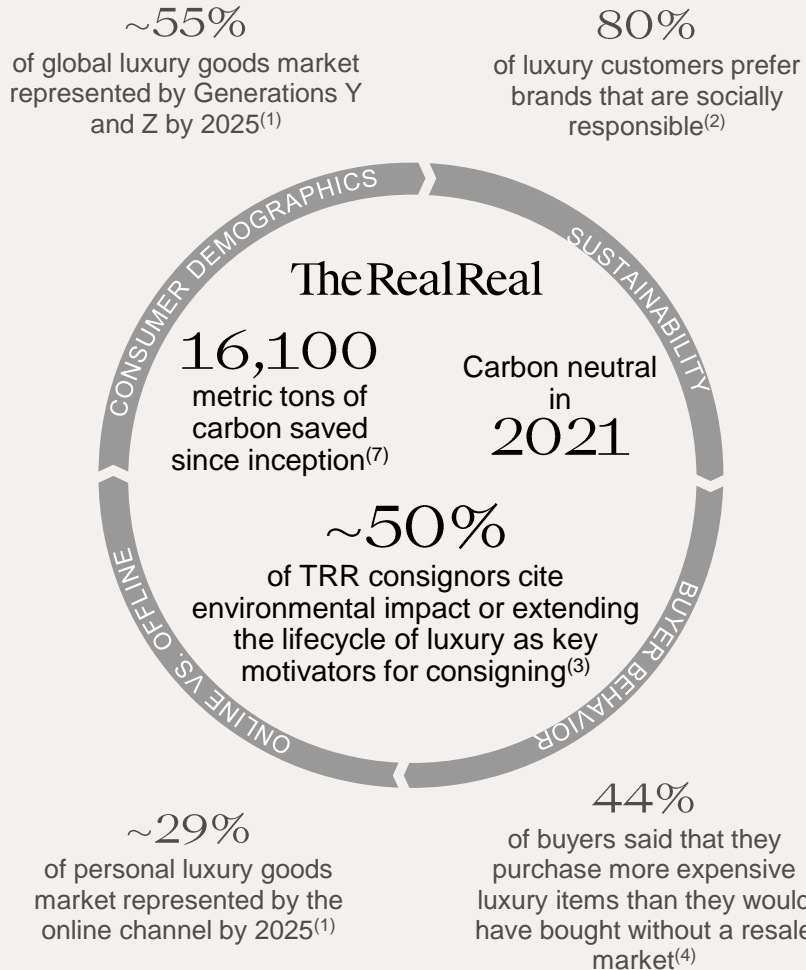 ~55%
of global luxury goods market
represented by Generations Y
and Z by 2025(1)
80%
of luxury customers prefer
brands that are socially
responsible(2)
CONSUMER DEMOGRAPHICS
SUSTAINABILITY
TheRealReal
16,100
metric tons of
carbon saved
since inception(7)
Carbon neutral
in
2021
~50%
of TRR consignors cite
environmental impact or extending
the lifecycle of luxury as key
motivators for consigning(3)
ONLINE VS. OFFLINE
BUYER BEHAVIOR
~29%
of personal luxury goods
market represented by the
online channel by 2025(1)
44%
of buyers said that they
purchase more expensive
luxury items than they would
have bought without a resale
market(4)